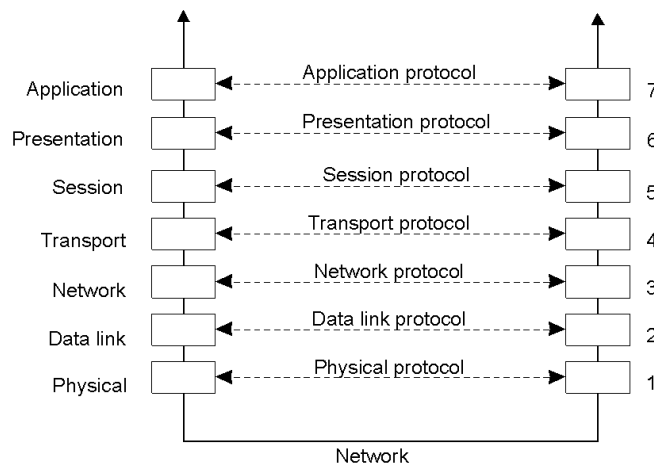 Application Application protocol 7
Presentation Presentation protocol 6
Session Session protocol 5
Transport Transport protocol 4
Network Network protocol 3
Data link Data link protocol 2
Physical Physical protocol 1
Network